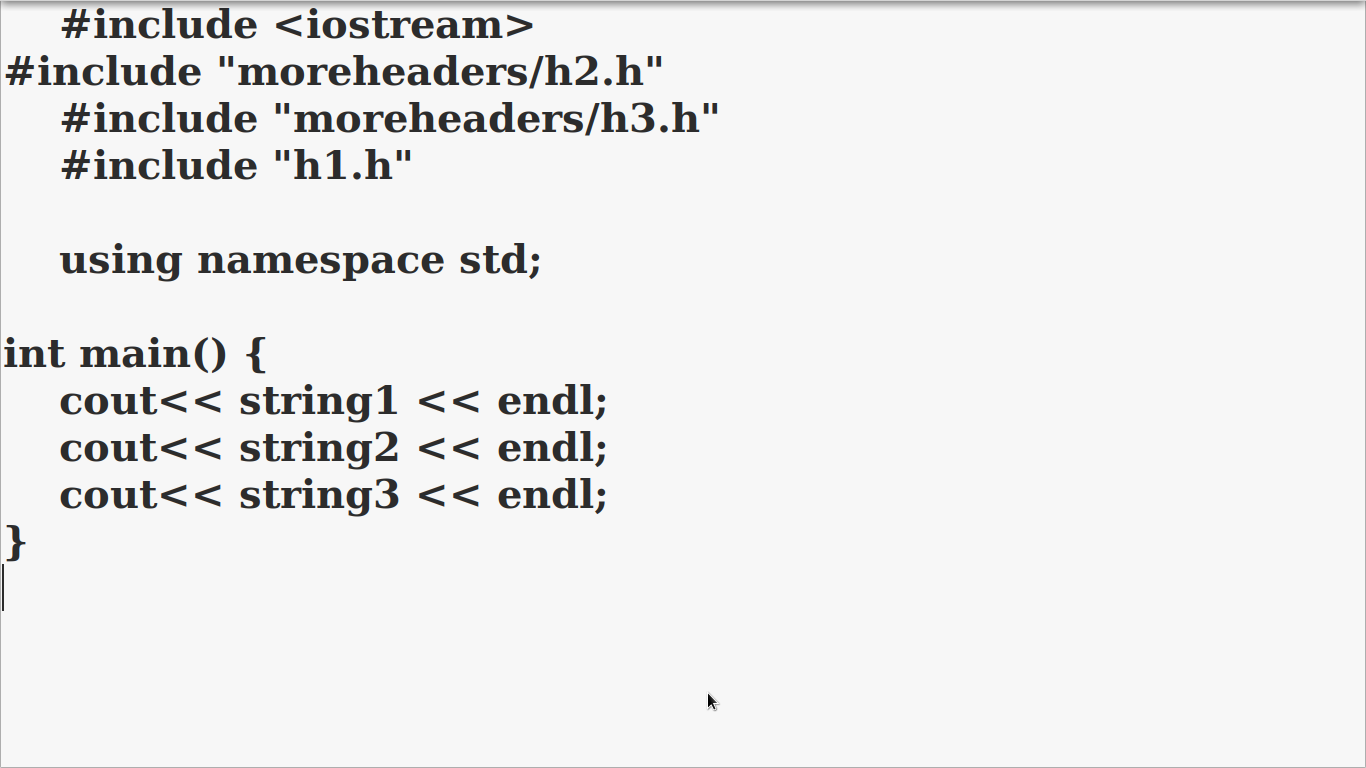 #include <iostream>
#include "moreheaders/h2.h"
#include "moreheaders/h3.h"
#include "h1.h"
using namespace std;
int main() {
cout<< string1 << endl;
cout<< string2 << endl;
cout<< string3 << endl;
}